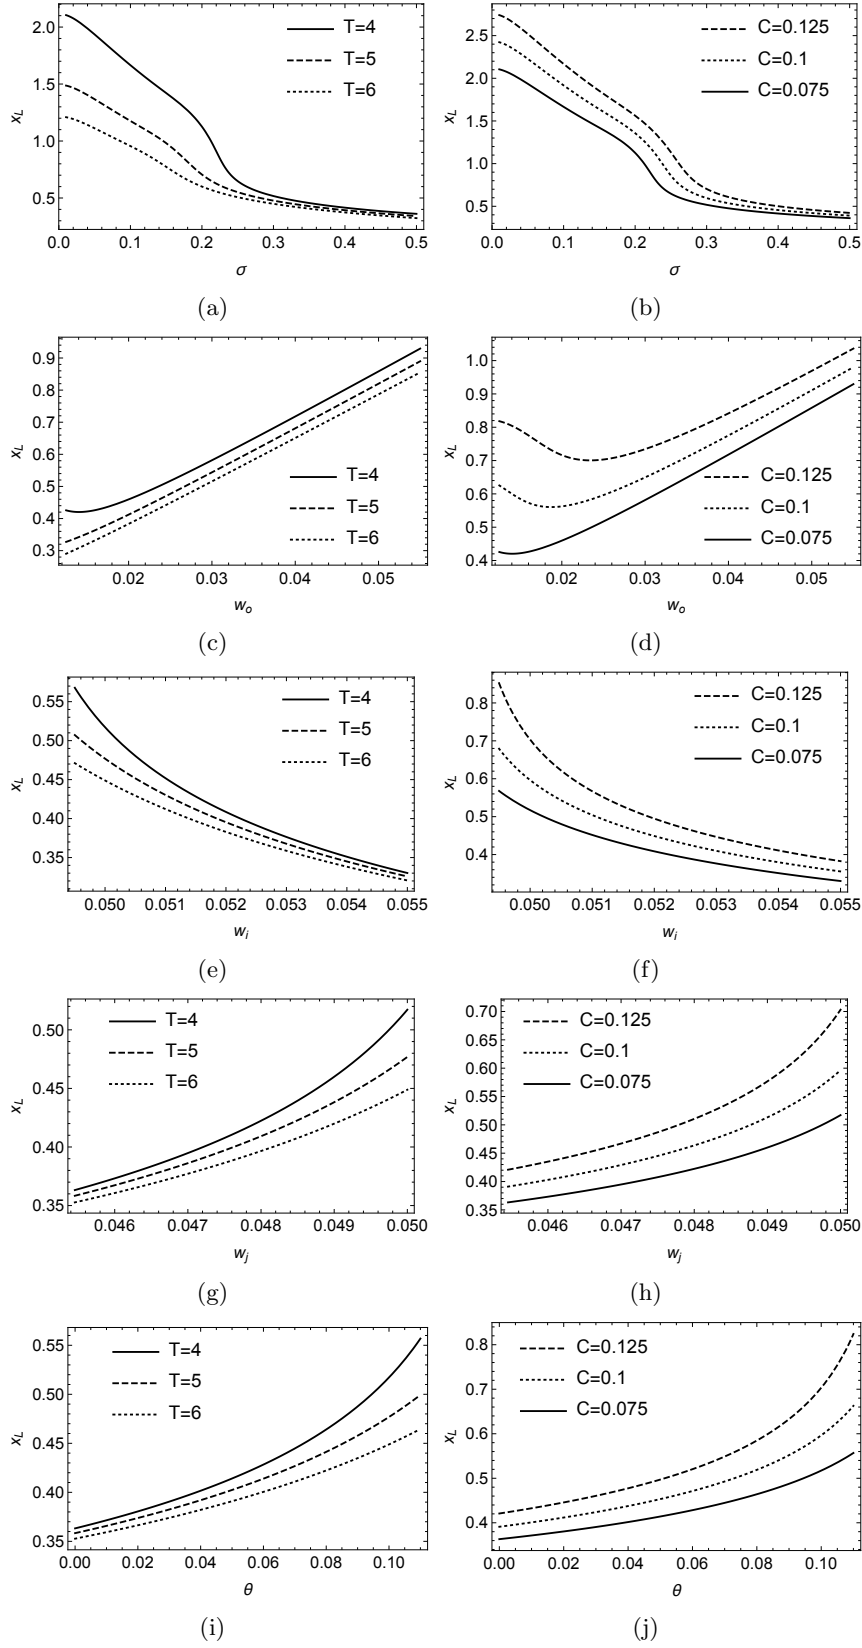 T=4
T=5
T=6
x_L
2.0
1.5
1.0
0.5
0.0 0.1 0.2 0.3 0.4 0.5
σ
(a)
C=0.125
C=0.1
C=0.075
x_L
2.5
2.0
1.5
1.0
0.5
0.0 0.1 0.2 0.3 0.4 0.5
σ
(b)
T=4
T=5
T=6
x_L
0.9
0.8
0.7
0.6
0.5
0.4
0.3
0.02 0.03 0.04 0.05
w_o
(c)
C=0.125
C=0.1
C=0.075
x_L
1.0
0.9
0.8
0.7
0.6
0.5
0.4
0.02 0.03 0.04 0.05
w_o
(d)
T=4
T=5
T=6
x_L
0.55
0.50
0.45
0.40
0.35
0.050 0.051 0.052 0.053 0.054 0.055
w_i
(e)
C=0.125
C=0.1
C=0.075
x_L
0.8
0.7
0.6
0.5
0.4
0.050 0.051 0.052 0.053 0.054 0.055
w_i
(f)
T=4
T=5
T=6
x_L
0.50
0.45
0.40
0.35
0.046 0.047 0.048 0.049 0.050
w_j
(g)
C=0.125
C=0.1
C=0.075
x_L
0.70
0.65
0.60
0.55
0.50
0.45
0.40
0.35
0.046 0.047 0.048 0.049 0.050
w_j
(h)
T=4
T=5
T=6
x_L
0.55
0.50
0.45
0.40
0.35
0.00 0.02 0.04 0.06 0.08 0.10
θ
(i)
C=0.125
C=0.1
C=0.075
x_L
0.8
0.7
0.6
0.5
0.4
0.00 0.02 0.04 0.06 0.08 0.10
θ
(j)